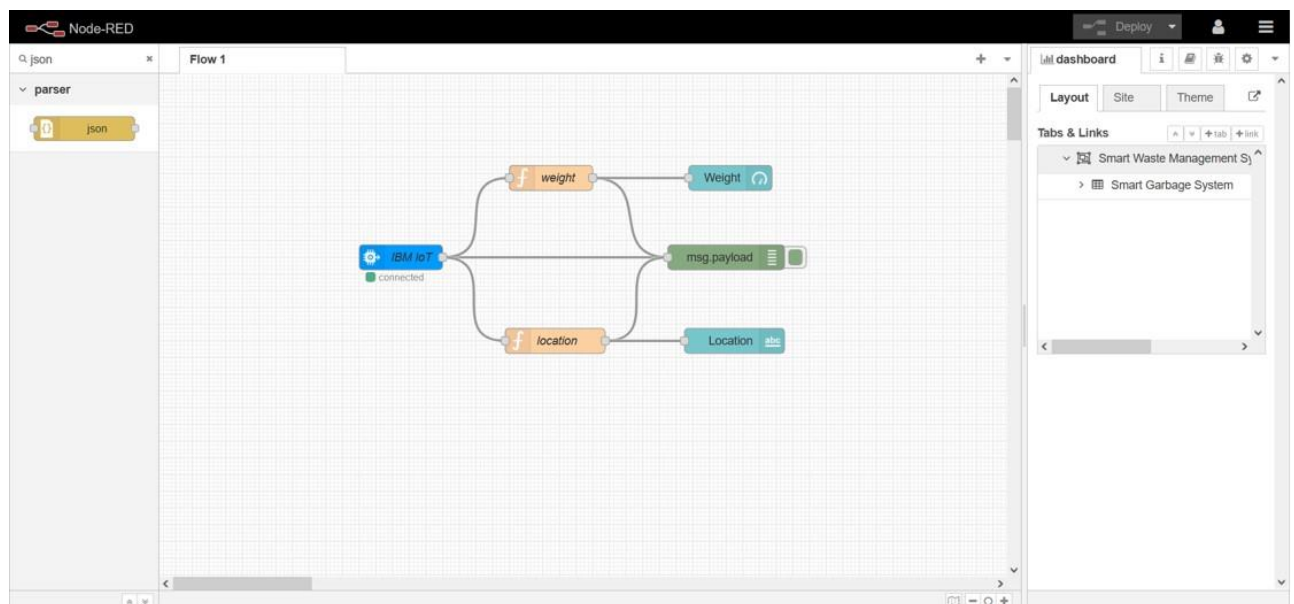 Node-RED
Deploy
json
Flow 1
dashboard
i
parser
json
Layout
Site
Theme
Tabs & Links
+tab
+link
Smart Waste Management Sy
Smart Garbage System
weight
Weight
IBM IoT
connected
msg.payload
location
Location
abc